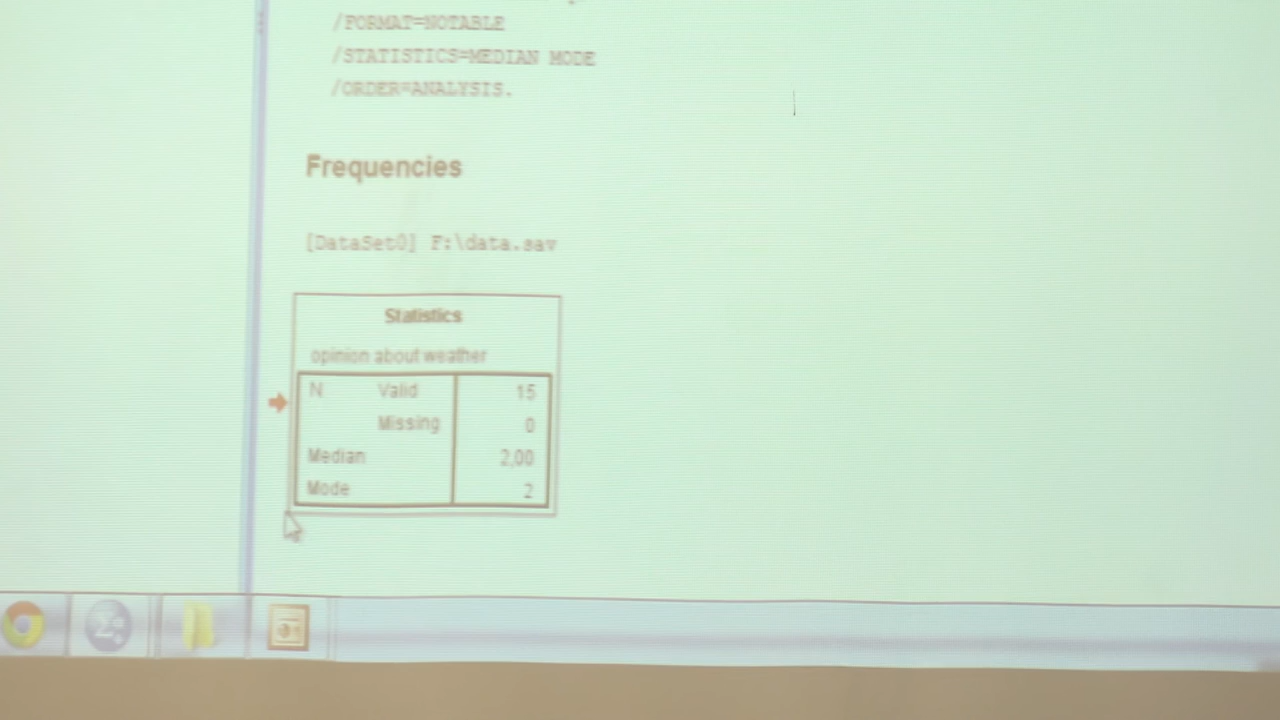 /FORMAT=NOTABLE
/STATISTICS=MEDIAN MODE
/ORDER=ANALYSIS.
Frequencies
[DataSet0] F:\data.sav
Statistics
opinion about weather
N Valid 15
Missing 0
Median 2,00
Mode 2